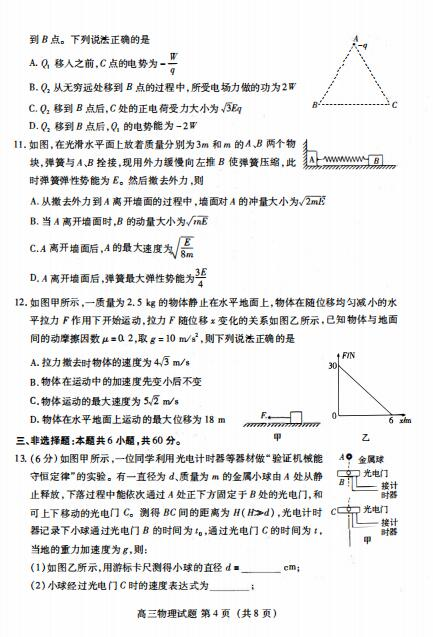 到B点。下列说法正确的是
A. Q₁ 移入之前,C点的电势为 -W/q
B. Q₂ 从无穷远处移到B点的过程中,所受电场力做的功为2W
C. Q₂ 移到B点后,C处的正电荷受力大小为√3Eq
D. Q₂ 移到B点后,Q₁ 的电势能为-2W
A
-q
B
C
11. 如图,在光滑水平面上放着质量分别为3m和m的A、B两个物
块,弹簧与A、B拴接,现用外力缓慢向左推B使弹簧压缩,此
时弹簧弹性势能为E。然后撤去外力,则
A B
A. 从撤去外力到A离开墙面的过程中,墙面对A的冲量大小为√2mE
B. 当A离开墙面时,B的动量大小为√mE
C. A离开墙面后,A的最大速度为√(E/8m)
D. A离开墙面后,弹簧最大弹性势能为3E/4
12. 如图甲所示,一质量为2.5 kg的物体静止在水平地面上,物体在随位移均匀减小的水
平拉力F作用下开始运动,拉力F随位移x变化的关系如图乙所示,已知物体与地面
间的动摩擦因数μ=0.2,取g=10 m/s²,则下列说法正确的是
A. 拉力撤去时物体的速度为4√3 m/s
B. 物体在运动中的加速度先变小后不变
C. 物体运动的最大速度为5√2 m/s
D. 物体在水平地面上运动的最大位移为18 m
F
甲
F/N
30
0
6 x/m
乙
三、非选择题:本题共6小题,共60分。
13. (6分)如图甲所示,一位同学利用光电计时器等器材做“验证机械能
守恒定律”的实验。有一直径为d、质量为m的金属小球由A处从静
止释放,下落过程中能依次通过A处正下方固定于B处的光电门,和
可上下移动的光电门C。测得BC间的距离为H(H≫d),光电计时
器记录下小球通过光电门B的时间为t₀,通过光电门C的时间为t,
当地的重力加速度为g,则:
(1)如图乙所示,用游标卡尺测得小球的直径d=______cm;
(2)小球经过光电门C时的速度表达式为______;
A 金属球
光电门
B
接计
时器
C 光电门
接计
时器
甲
高三物理试题 第4页(共8页)